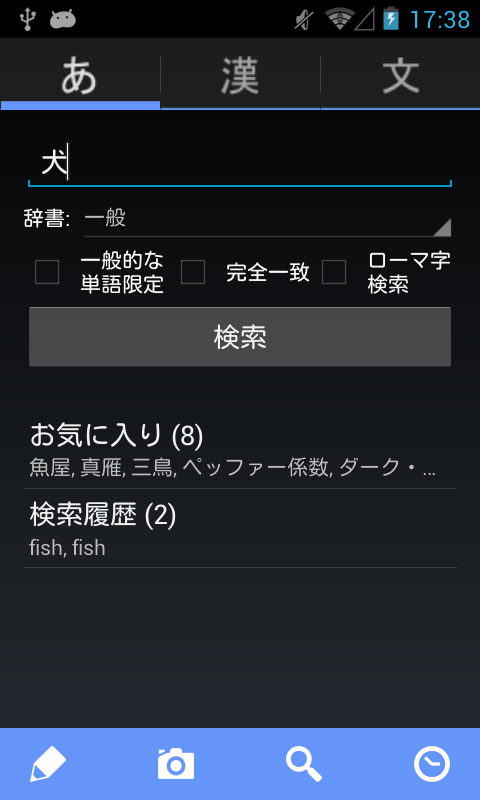 17:38
あ 漢 文
犬
辞書: 一般
一般的な
単語限定
完全一致
ローマ字
検索
検索
お気に入り (8)
魚屋, 真雁, 三鳥, ペッファー係数, ダーク・...
検索履歴 (2)
fish, fish